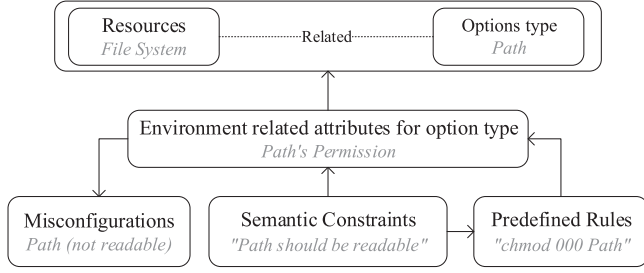 Resources
File System
Related
Options type
Path
Environment related attributes for option type
Path's Permission
Misconfigurations
Path (not readable)
Semantic Constraints
"Path should be readable"
Predefined Rules
"chmod 000 Path"